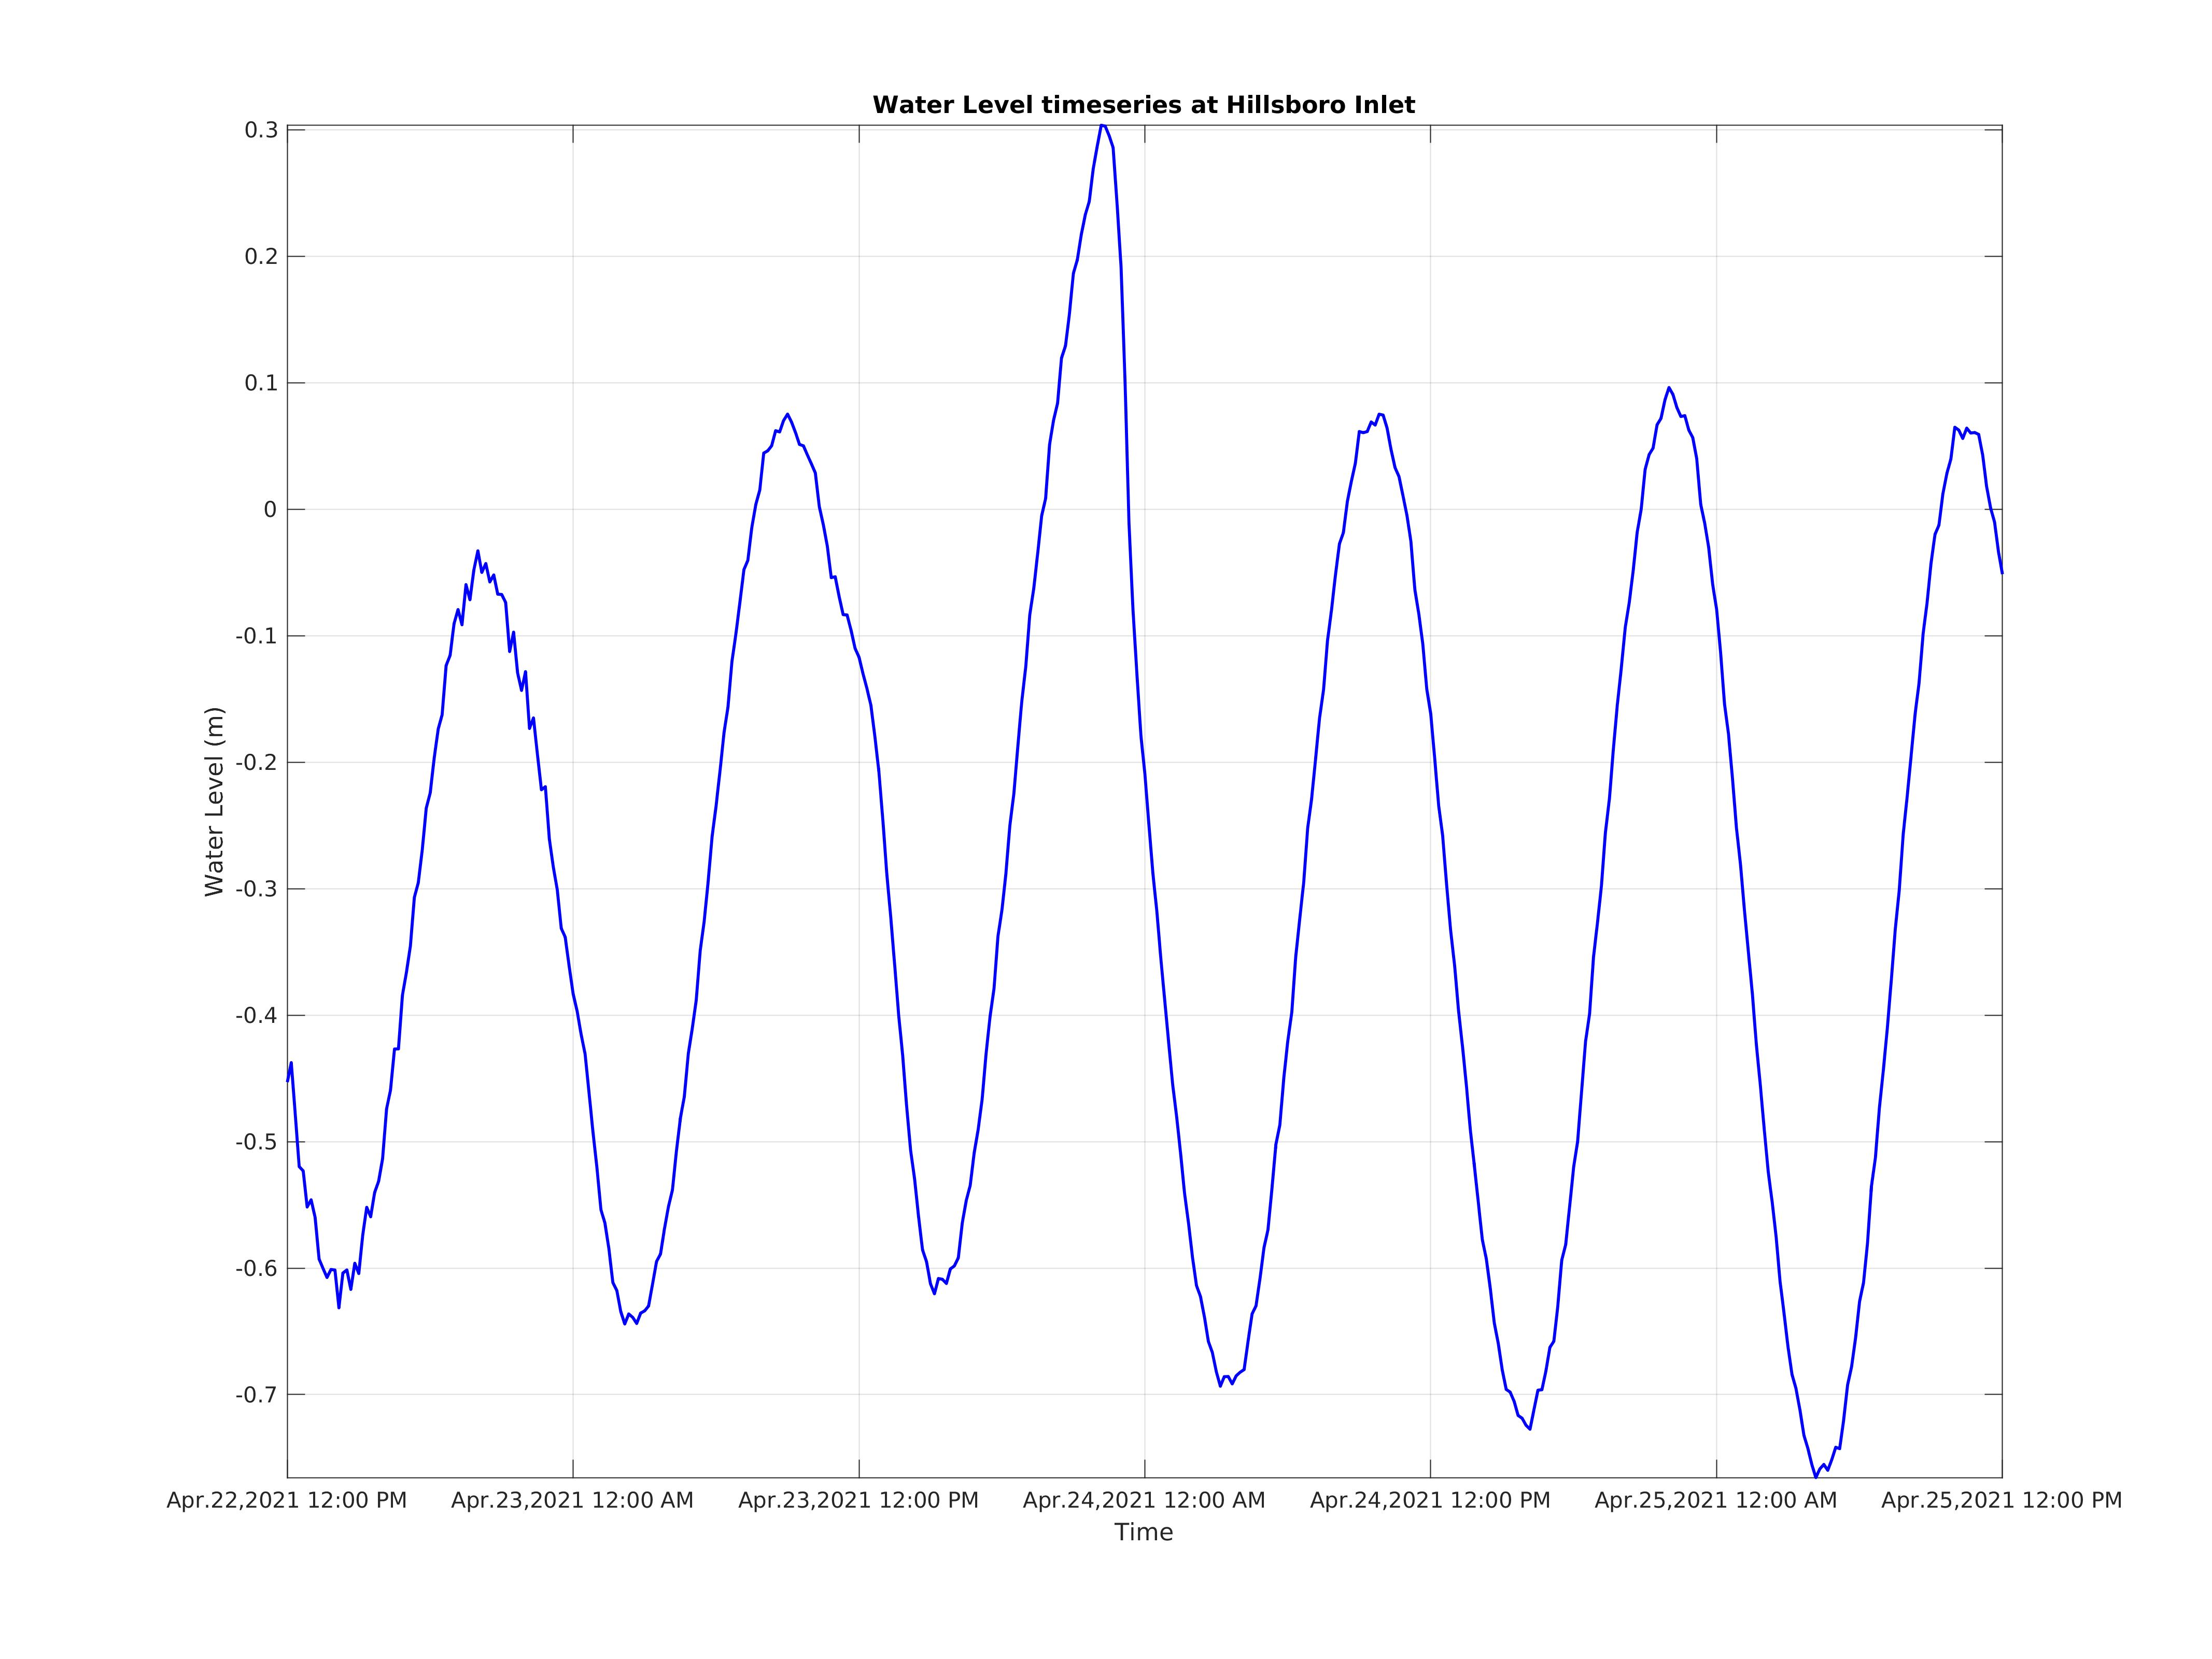 Water Level timeseries at Hillsboro Inlet
0.3
0.2
0.1
0
-0.1
-0.2
-0.3
-0.4
-0.5
-0.6
-0.7
Water Level (m)
Apr.22,2021 12:00 PM Apr.23,2021 12:00 AM Apr.23,2021 12:00 PM Apr.24,2021 12:00 AM Apr.24,2021 12:00 PM Apr.25,2021 12:00 AM Apr.25,2021 12:00 PM
Time